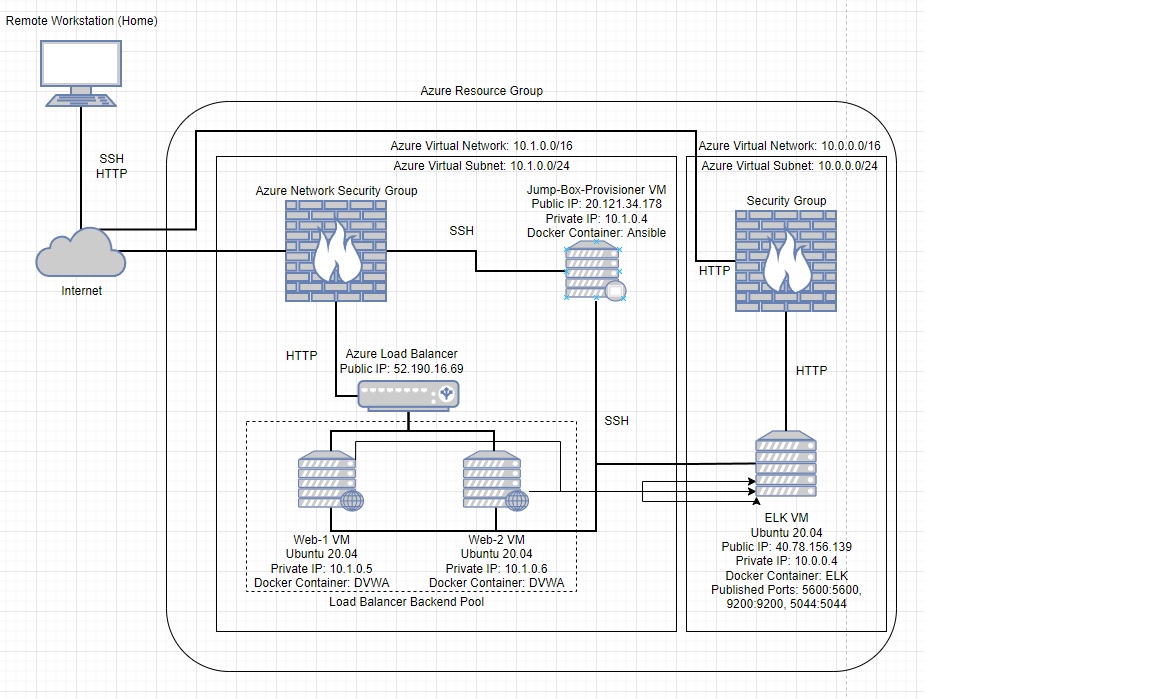 Remote Workstation (Home)
SSH
HTTP
Internet
Azure Resource Group
Azure Virtual Network: 10.1.0.0/16
Azure Virtual Subnet: 10.1.0.0/24
Azure Network Security Group
SSH
Jump-Box-Provisioner VM
Public IP: 20.121.34.178
Private IP: 10.1.0.4
Docker Container: Ansible
HTTP
Azure Load Balancer
Public IP: 52.190.16.69
SSH
Web-1 VM
Ubuntu 20.04
Private IP: 10.1.0.5
Docker Container: DVWA
Web-2 VM
Ubuntu 20.04
Private IP: 10.1.0.6
Docker Container: DVWA
Load Balancer Backend Pool
Azure Virtual Network: 10.0.0.0/16
Azure Virtual Subnet: 10.0.0.0/24
Security Group
HTTP
HTTP
ELK VM
Ubuntu 20.04
Public IP: 40.78.156.139
Private IP: 10.0.0.4
Docker Container: ELK
Published Ports: 5600:5600,
9200:9200, 5044:5044